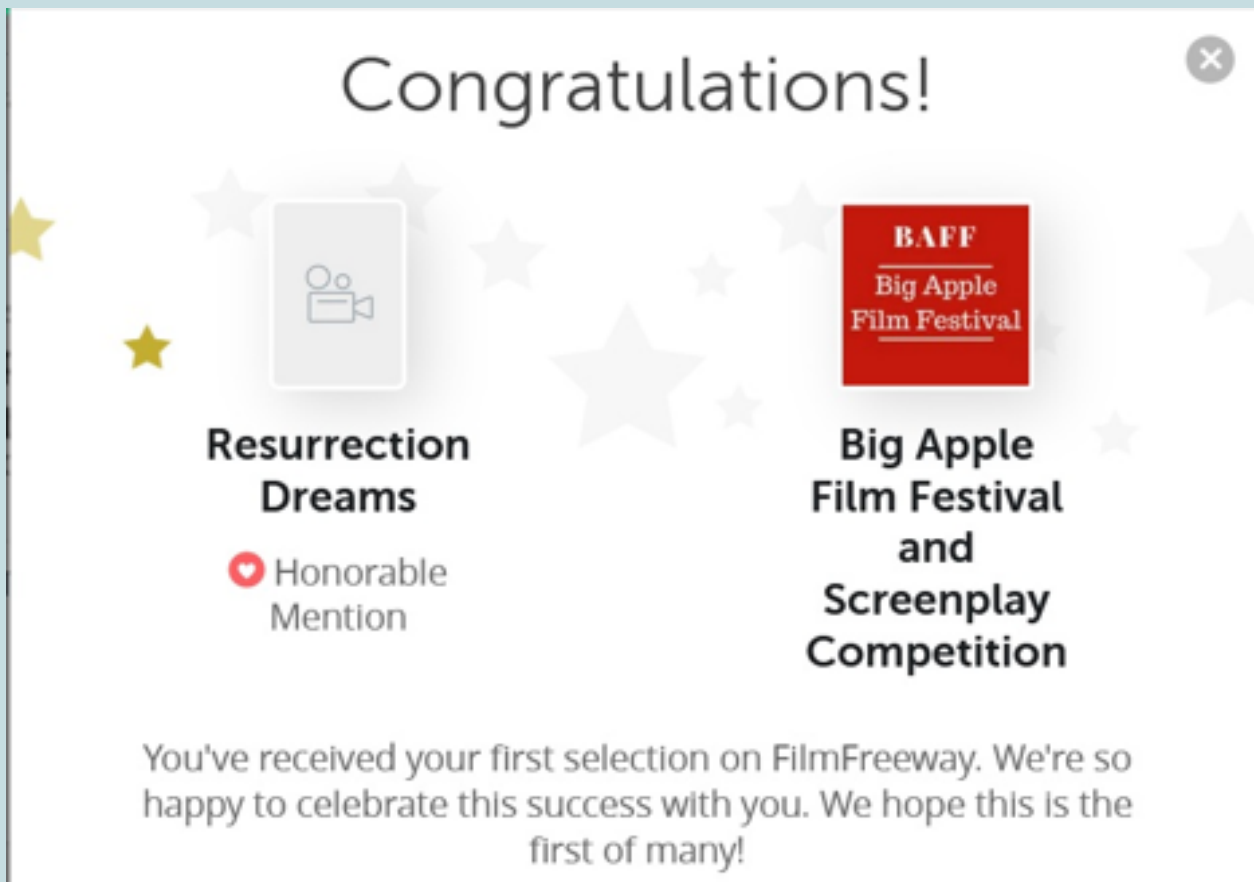 Congratulations!
BAFF
Big Apple
Film Festival
Resurrection
Dreams
Honorable
Mention
Big Apple
Film Festival
and
Screenplay
Competition
You've received your first selection on FilmFreeway. We're so
happy to celebrate this success with you. We hope this is the
first of many!